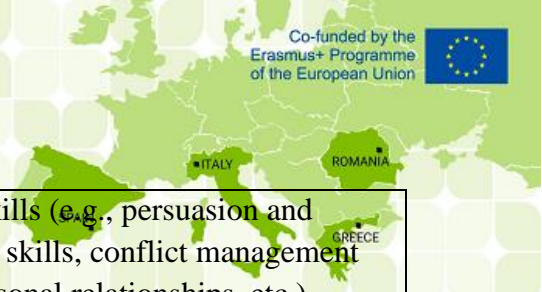 Co-funded by the
Erasmus+ Programme
of the European Union
ITALY
ROMANIA
kills (e.g., persuasion and
GREECE
skills, conflict management
sonal relationships, etc.)